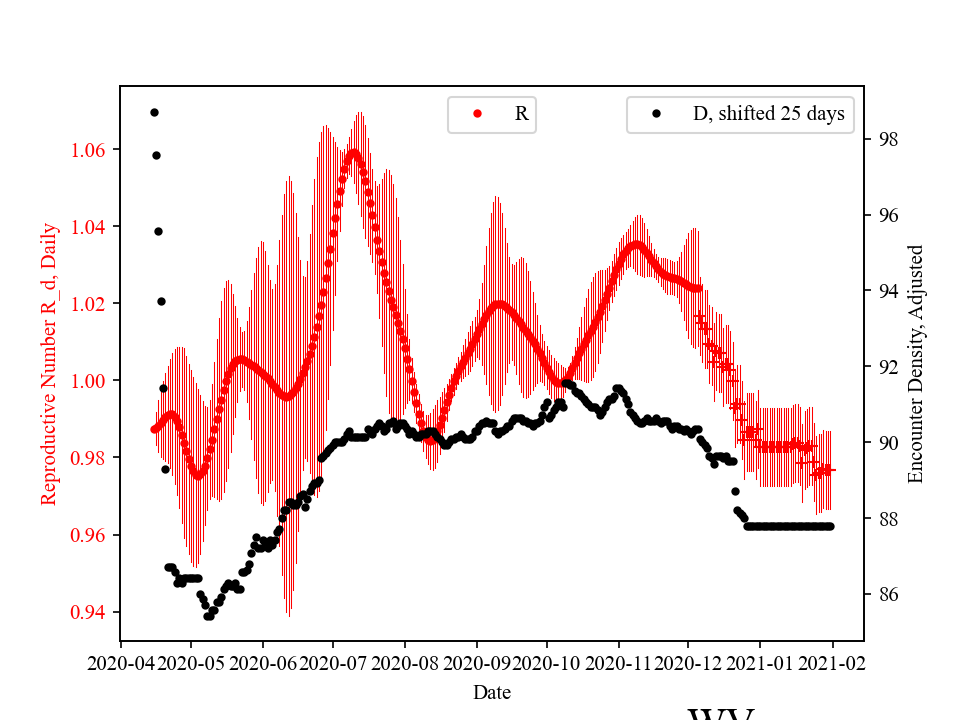 R
D, shifted 25 days
1.06
1.04
1.02
1.00
0.98
0.96
0.94
Reproductive Number R_d, Daily
98
96
94
92
90
88
86
Encounter Density, Adjusted
2020-04 2020-05 2020-06 2020-07 2020-08 2020-09 2020-10 2020-11 2020-12 2021-01 2021-02
Date